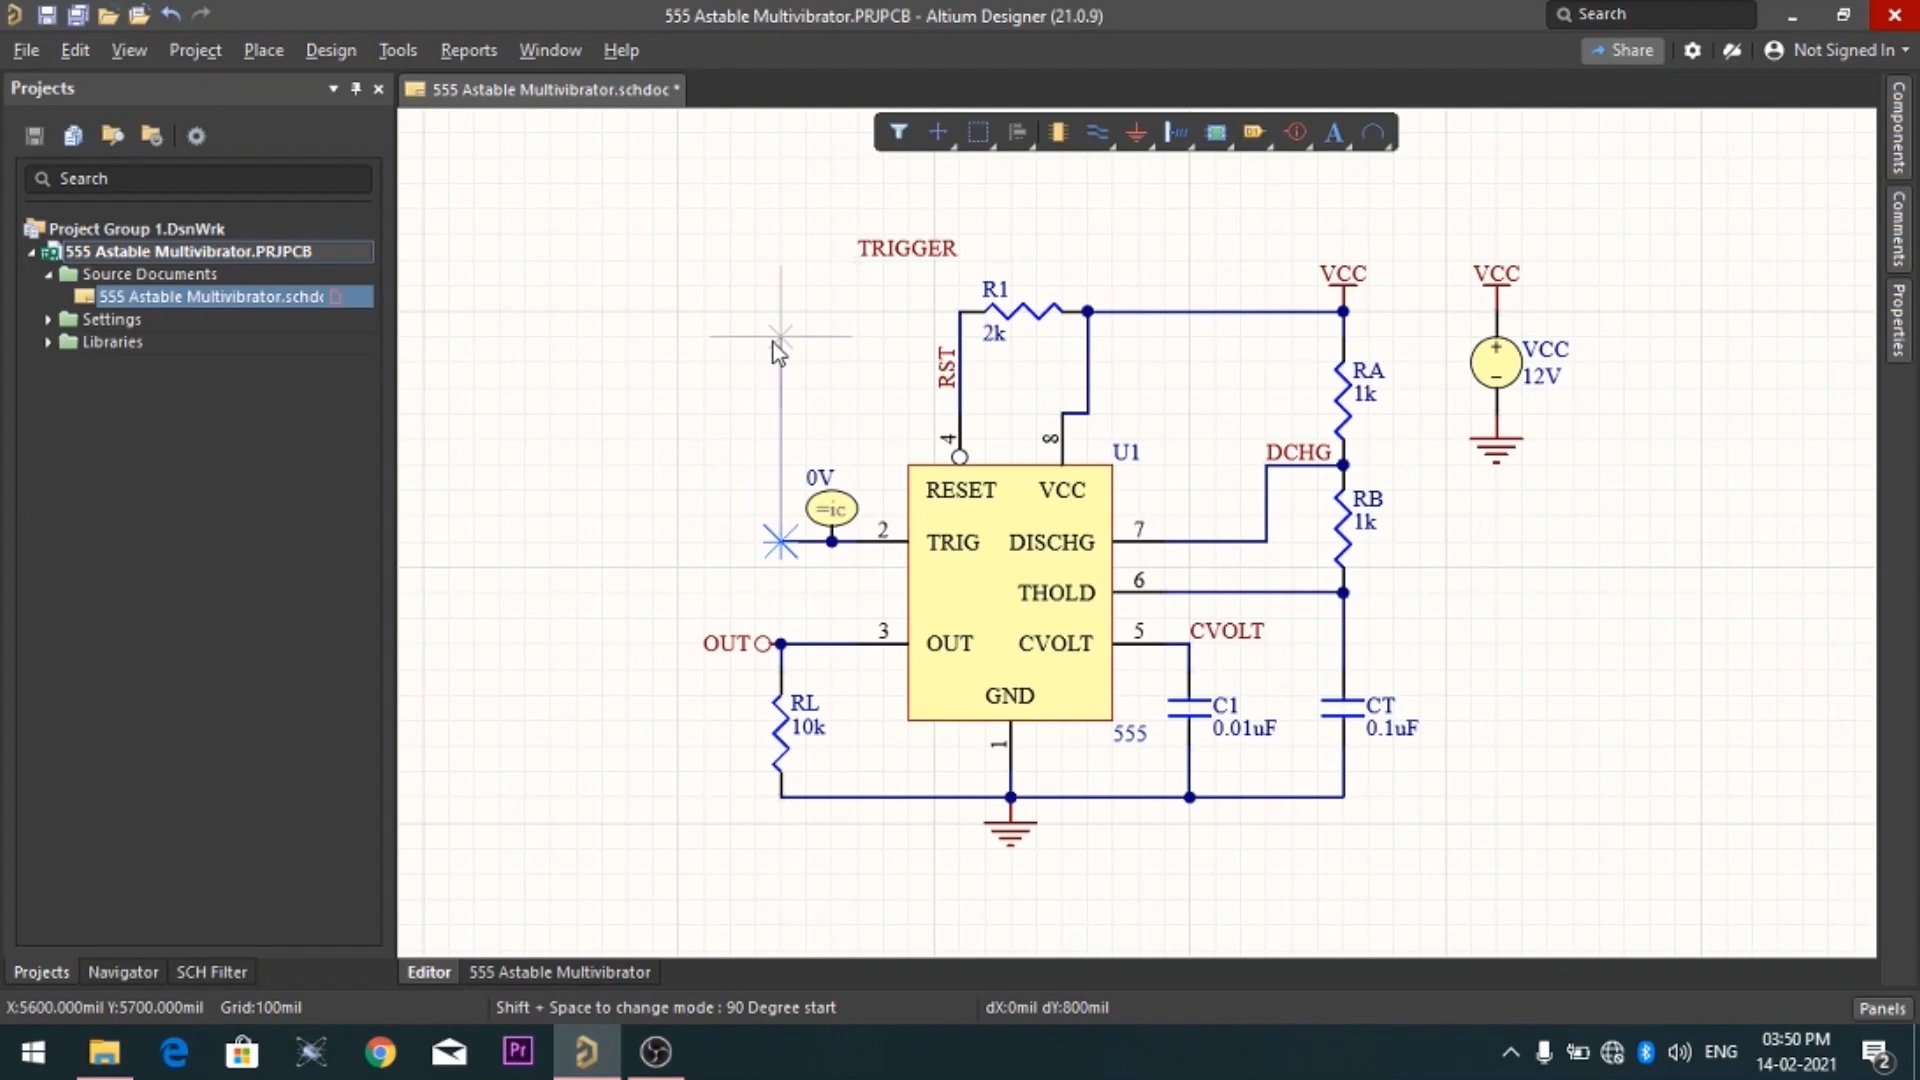 555 Astable Multivibrator.PRJPCB - Altium Designer (21.0.9)
Search
File Edit View Project Place Design Tools Reports Window Help
Share
Not Signed In
Projects
555 Astable Multivibrator.schdoc *
Search
Project Group 1.DsnWrk
555 Astable Multivibrator.PRJPCB
Source Documents
555 Astable Multivibrator.schdc
Settings
Libraries
Components
Comments
Properties
TRIGGER
VCC
VCC
R1
2k
RST
RA
1k
VCC
12V
4
8
U1
DCHG
0V
=ic
RESET
VCC
RB
1k
2
TRIG
DISCHG
7
6
THOLD
OUT
3
OUT
CVOLT
5
CVOLT
GND
RL
10k
1
555
C1
0.01uF
CT
0.1uF
Projects Navigator SCH Filter
Editor 555 Astable Multivibrator
X:5600.000mil Y:5700.000mil Grid:100mil
Shift + Space to change mode : 90 Degree start
dX:0mil dY:800mil
Panels
Pr
ENG
03:50 PM
14-02-2021
2